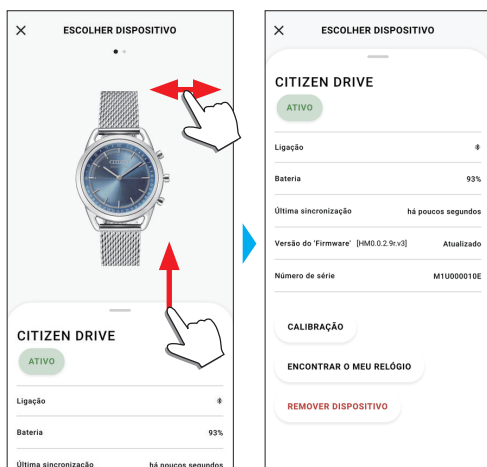 ESCOLHER DISPOSITIVO
CITIZEN
CITIZEN DRIVE
ATIVO
Ligação
Bateria 93%
Última sincronização há poucos segundos
ESCOLHER DISPOSITIVO
CITIZEN DRIVE
ATIVO
Ligação
Bateria 93%
Última sincronização há poucos segundos
Versão do 'Firmware' [HM0.0.2.9r.v3] Atualizado
Número de série M1U000010E
CALIBRAÇÃO
ENCONTRAR O MEU RELÓGIO
REMOVER DISPOSITIVO